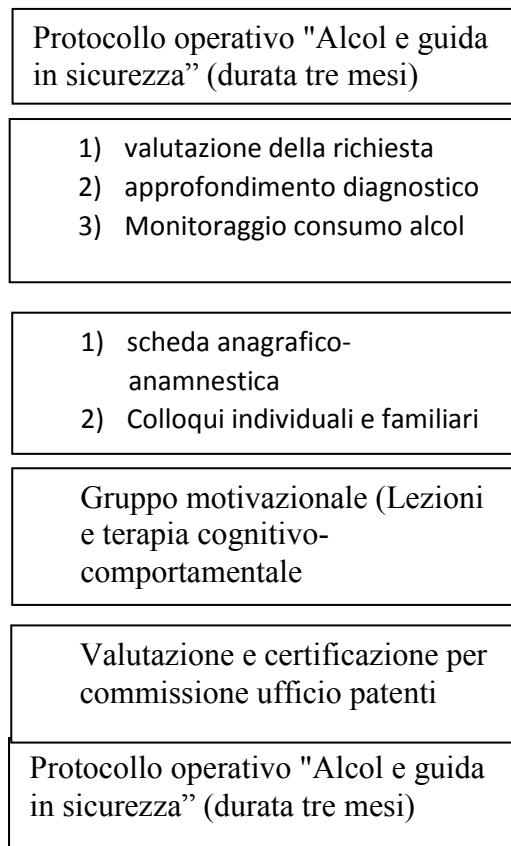 Protocollo operativo "Alcol e guida
in sicurezza” (durata tre mesi)
1) valutazione della richiesta
2) approfondimento diagnostico
3) Monitoraggio consumo alcol
1) scheda anagrafico-
anamnestica
2) Colloqui individuali e familiari
Gruppo motivazionale (Lezioni
e terapia cognitivo-
comportamentale
Valutazione e certificazione per
commissione ufficio patenti
Protocollo operativo "Alcol e guida
in sicurezza” (durata tre mesi)